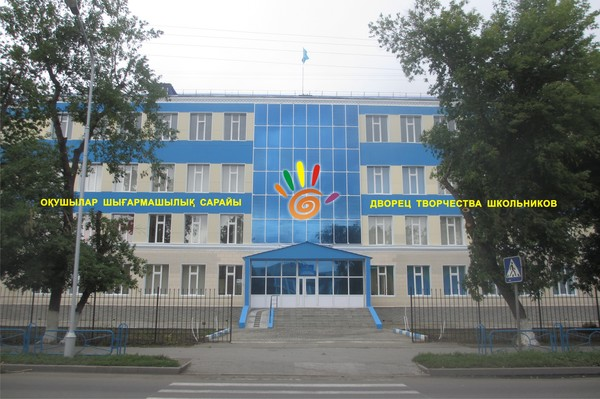 ОҚУШЫЛАР ШЫҒАРМАШЫЛЫҚ САРАЙЫ
ДВОРЕЦ ТВОРЧЕСТВА ШКОЛЬНИКОВ